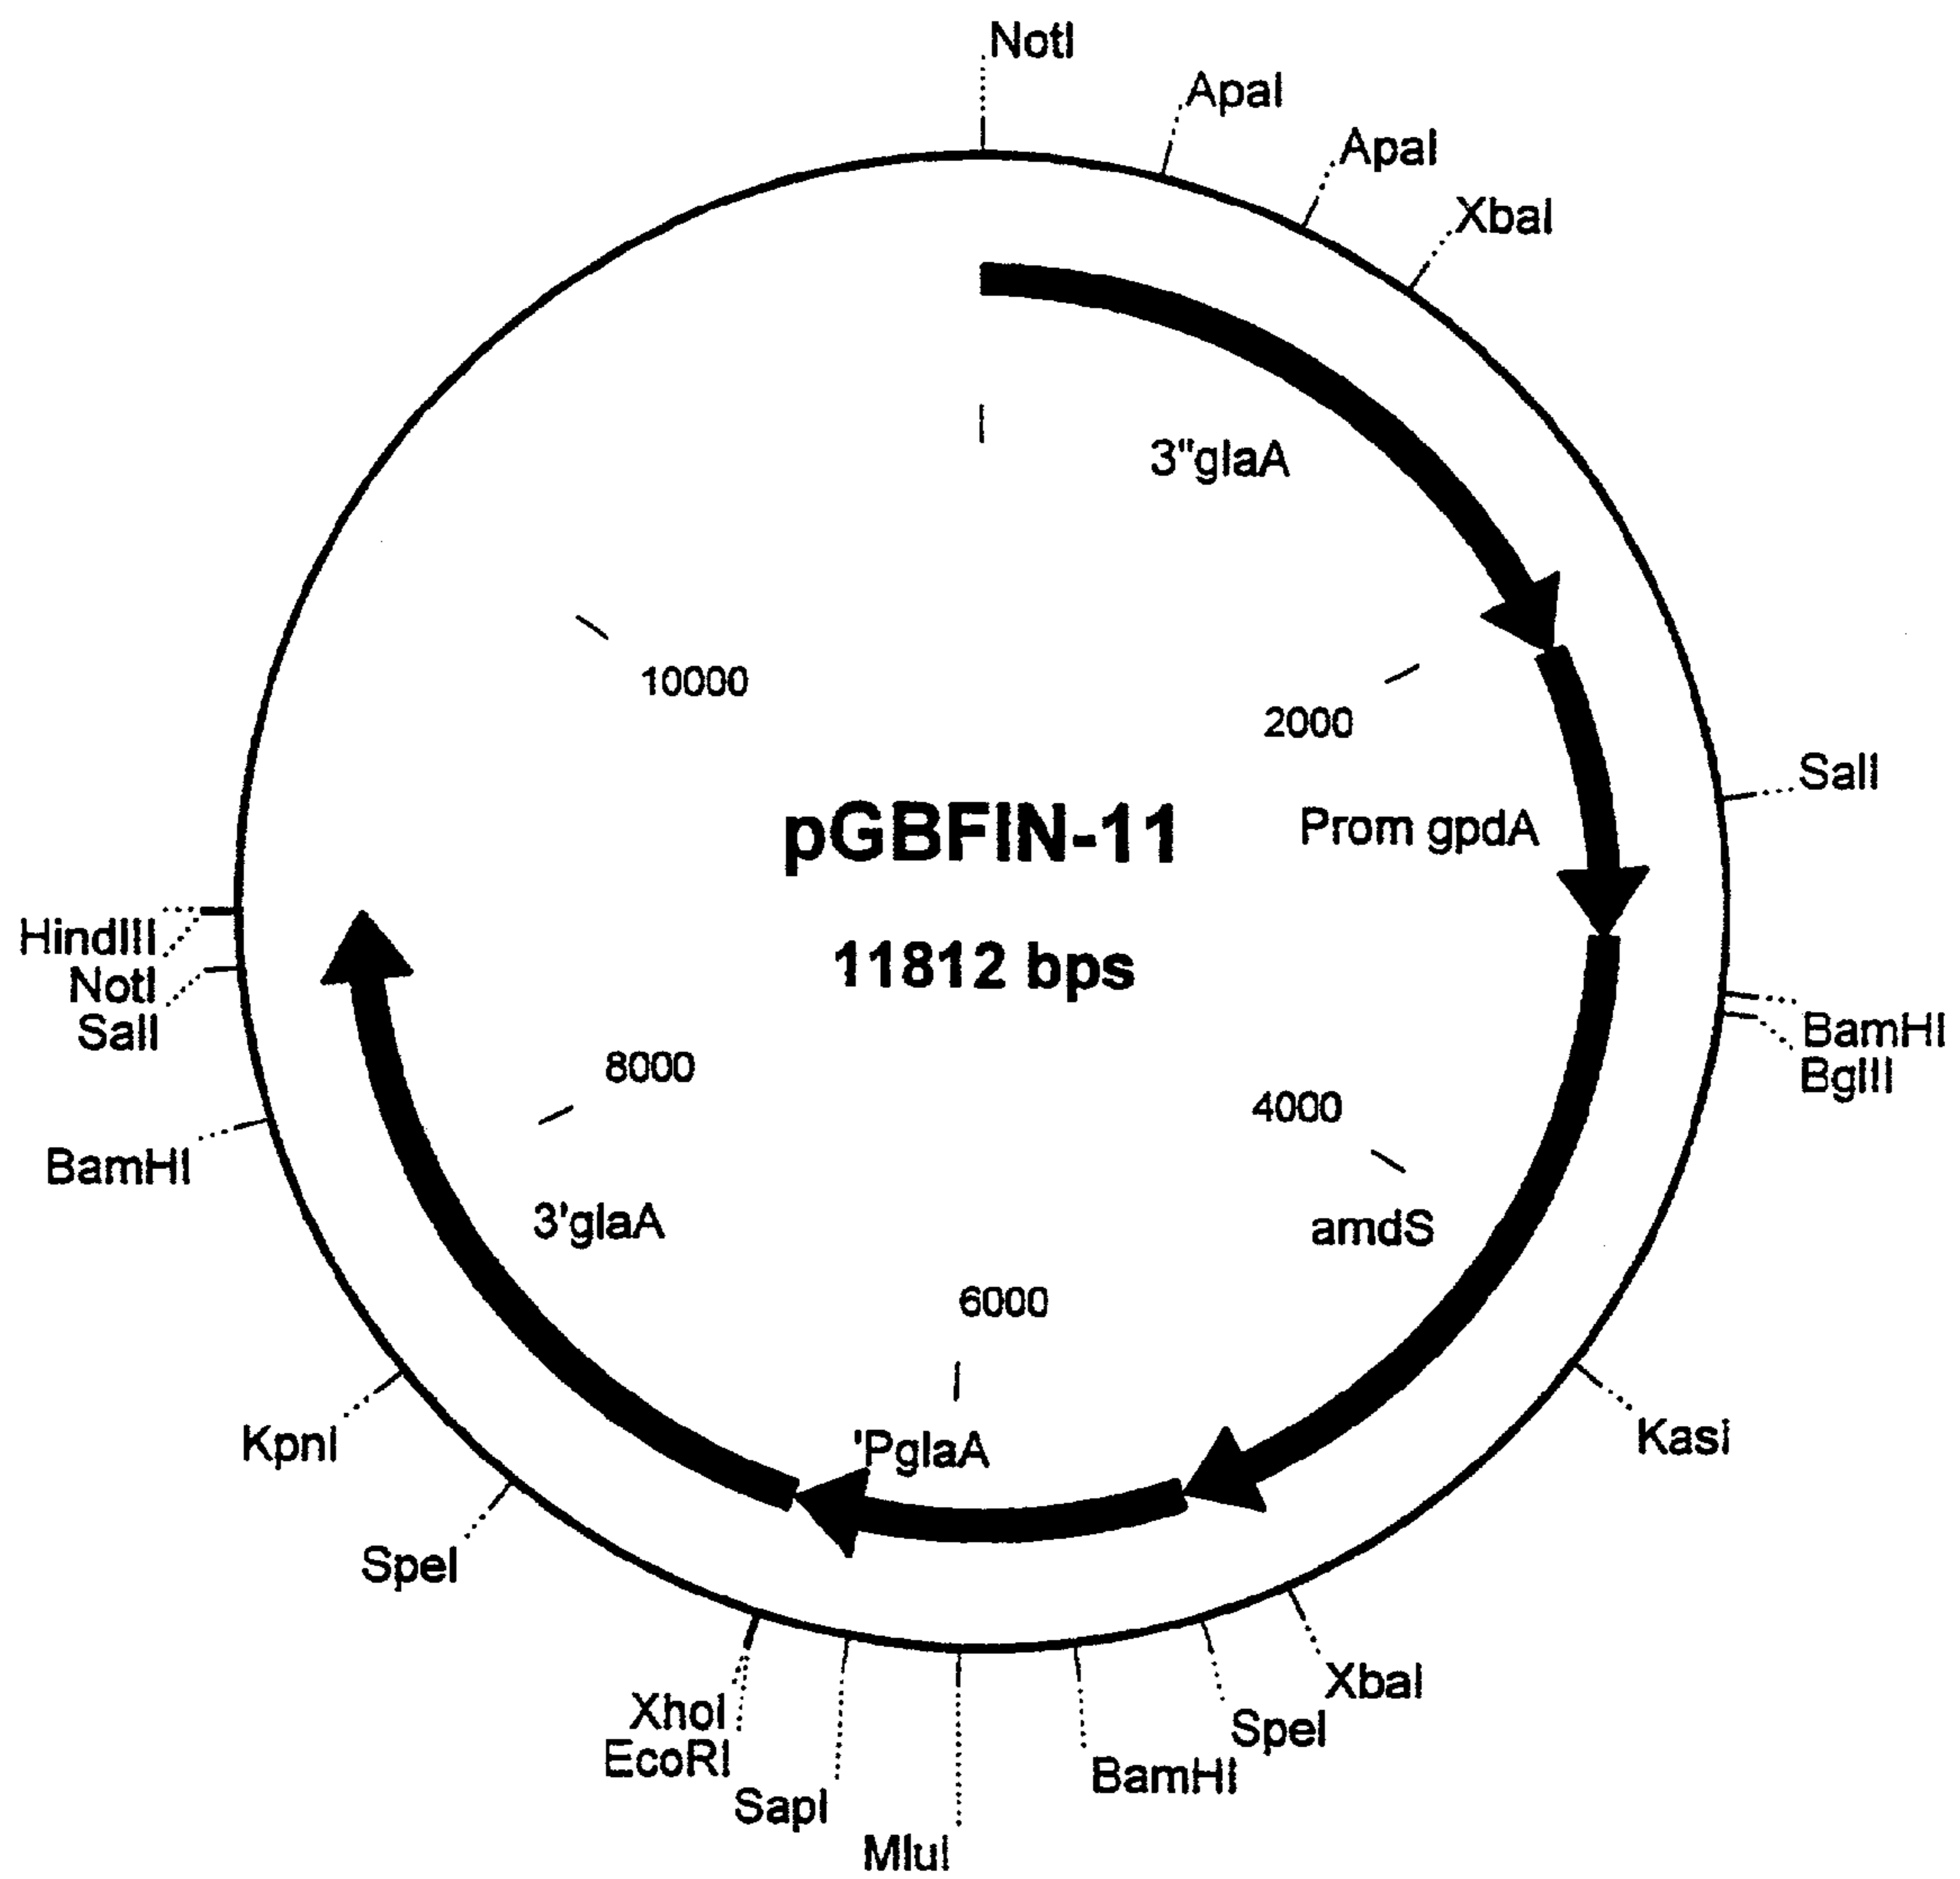 NotI
ApaI
ApaI
XbaI
3"glaA
10000
2000
SalI
Prom gpdA
pGBFIN-11
11812 bps
HindIII
NotI
SalI
BamHI
BglII
8000
4000
BamHI
3'glaA
amdS
6000
KpnI
'PglaA
KasI
SpeI
XbaI
XhoI
SpeI
EcoRI
BamHI
SapI
MluI